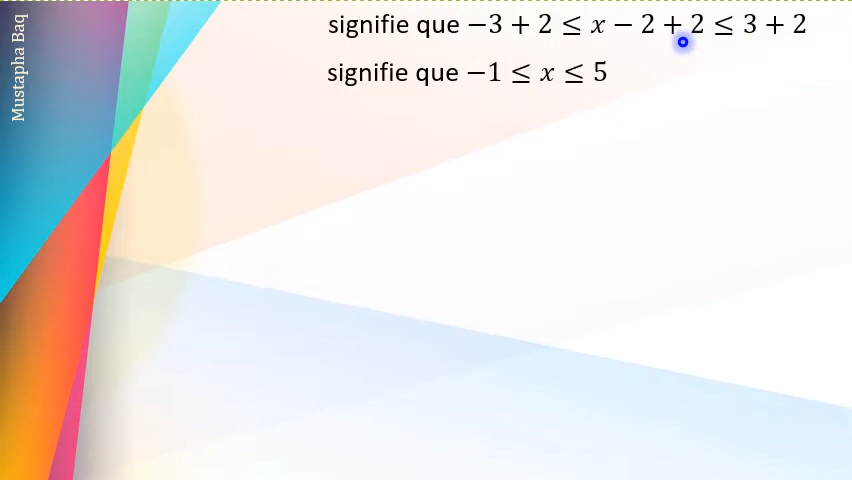 Mustapha Baq
signifie que −3 + 2 ≤ x − 2 + 2 ≤ 3 + 2
signifie que −1 ≤ x ≤ 5